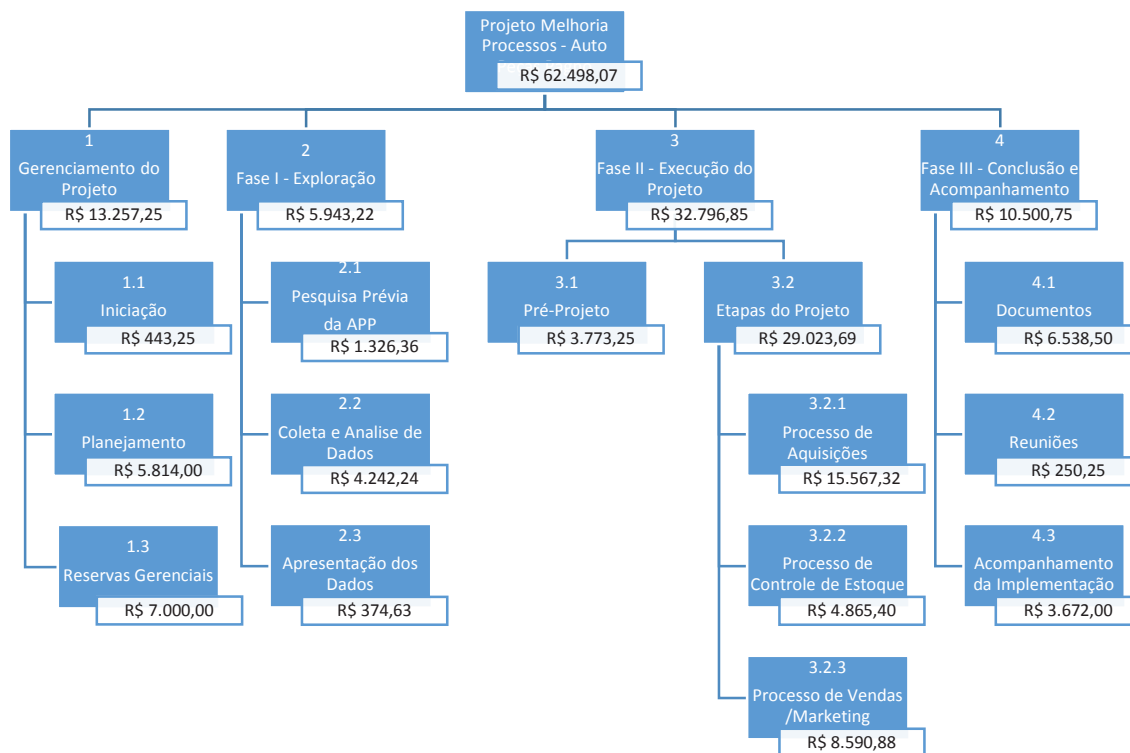 Projeto Melhoria
Processos - Auto
R$ 62.498,07
1
Gerenciamento do
Projeto
R$ 13.257,25
2
Fase I - Exploração
R$ 5.943,22
3
Fase II - Execução do
Projeto
R$ 32.796,85
4
Fase III - Conclusão e
Acompanhamento
R$ 10.500,75
1.1
Iniciação
R$ 443,25
1.2
Planejamento
R$ 5.814,00
1.3
Reservas Gerenciais
R$ 7.000,00
2.1
Pesquisa Prévia
da APP
R$ 1.326,36
2.2
Coleta e Analise de
Dados
R$ 4.242,24
2.3
Apresentação dos
Dados
R$ 374,63
3.1
Pré-Projeto
R$ 3.773,25
3.2
Etapas do Projeto
R$ 29.023,69
3.2.1
Processo de
Aquisições
R$ 15.567,32
3.2.2
Processo de
Controle de Estoque
R$ 4.865,40
3.2.3
Processo de Vendas
/Marketing
R$ 8.590,88
4.1
Documentos
R$ 6.538,50
4.2
Reuniões
R$ 250,25
4.3
Acompanhamento
da Implementação
R$ 3.672,00